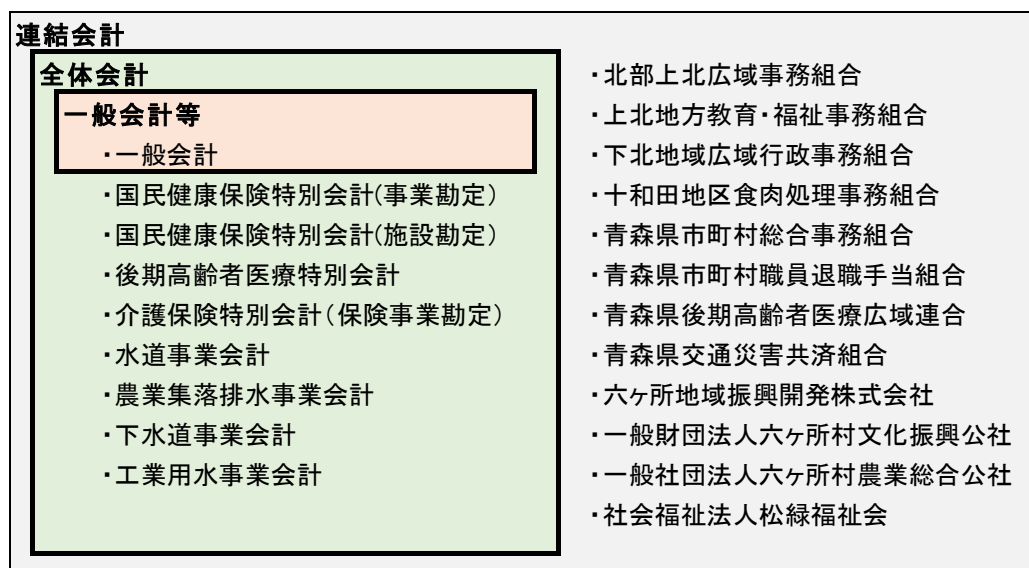 連結会計
全体会計
一般会計等
・一般会計
・国民健康保険特別会計(事業勘定)
・国民健康保険特別会計(施設勘定)
・後期高齢者医療特別会計
・介護保険特別会計(保険事業勘定)
・水道事業会計
・農業集落排水事業会計
・下水道事業会計
・工業用水事業会計
・北部上北広域事務組合
・上北地方教育・福祉事務組合
・下北地域広域行政事務組合
・十和田地区食肉処理事務組合
・青森県市町村総合事務組合
・青森県市町村職員退職手当組合
・青森県後期高齢者医療広域連合
・青森県交通災害共済組合
・六ヶ所地域振興開発株式会社
・一般財団法人六ヶ所村文化振興公社
・一般社団法人六ヶ所村農業総合公社
・社会福祉法人松緑福祉会